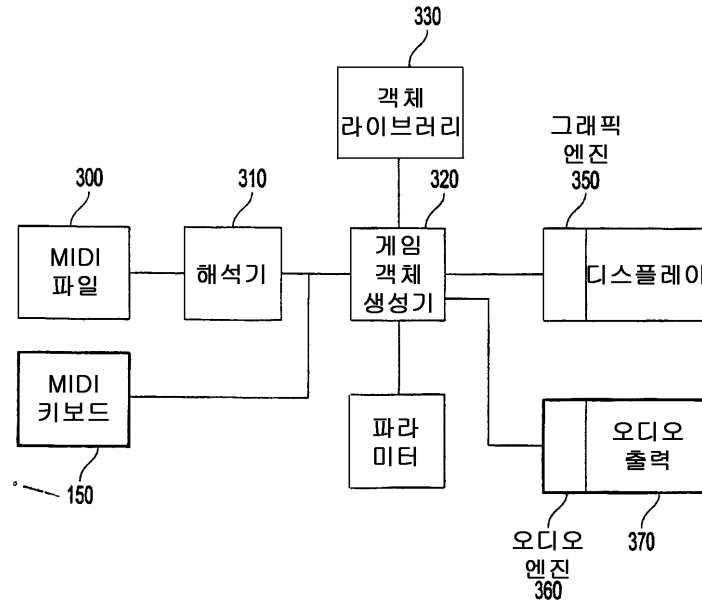 330
객체
라이브러리
그래픽
엔진
350
300
310
320
MIDI
파일
해석기
게임
객체
생성기
디스플레이
MIDI
키보드
파라
미터
오디오
출력
150
오디오
엔진
360
370